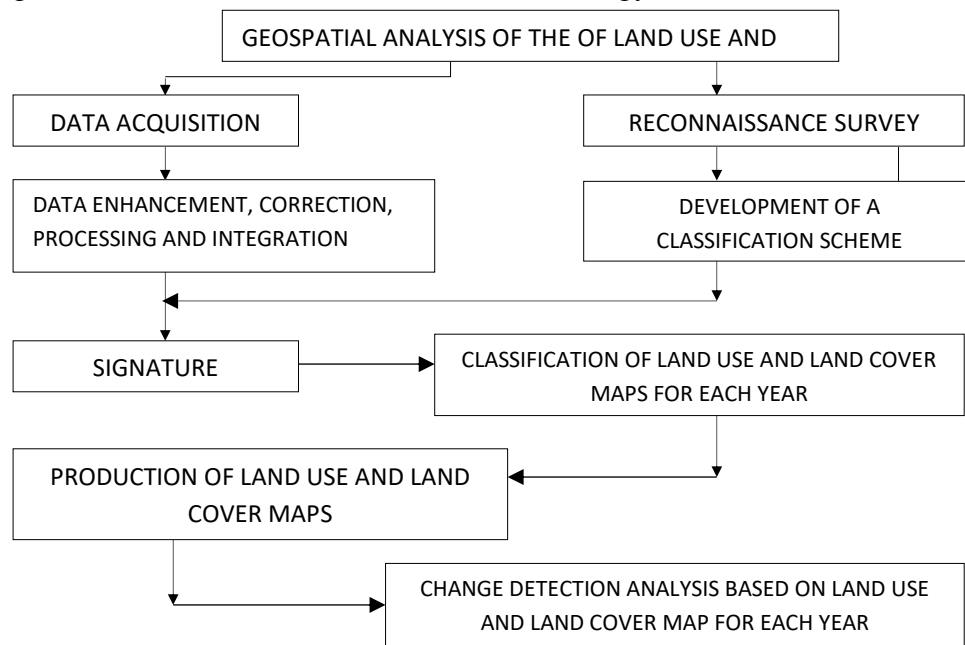 GEOSPATIAL ANALYSIS OF THE OF LAND USE AND
DATA ACQUISITION
RECONNAISSANCE SURVEY
DATA ENHANCEMENT, CORRECTION,
PROCESSING AND INTEGRATION
DEVELOPMENT OF A
CLASSIFICATION SCHEME
SIGNATURE
CLASSIFICATION OF LAND USE AND LAND COVER
MAPS FOR EACH YEAR
PRODUCTION OF LAND USE AND LAND
COVER MAPS
CHANGE DETECTION ANALYSIS BASED ON LAND USE
AND LAND COVER MAP FOR EACH YEAR